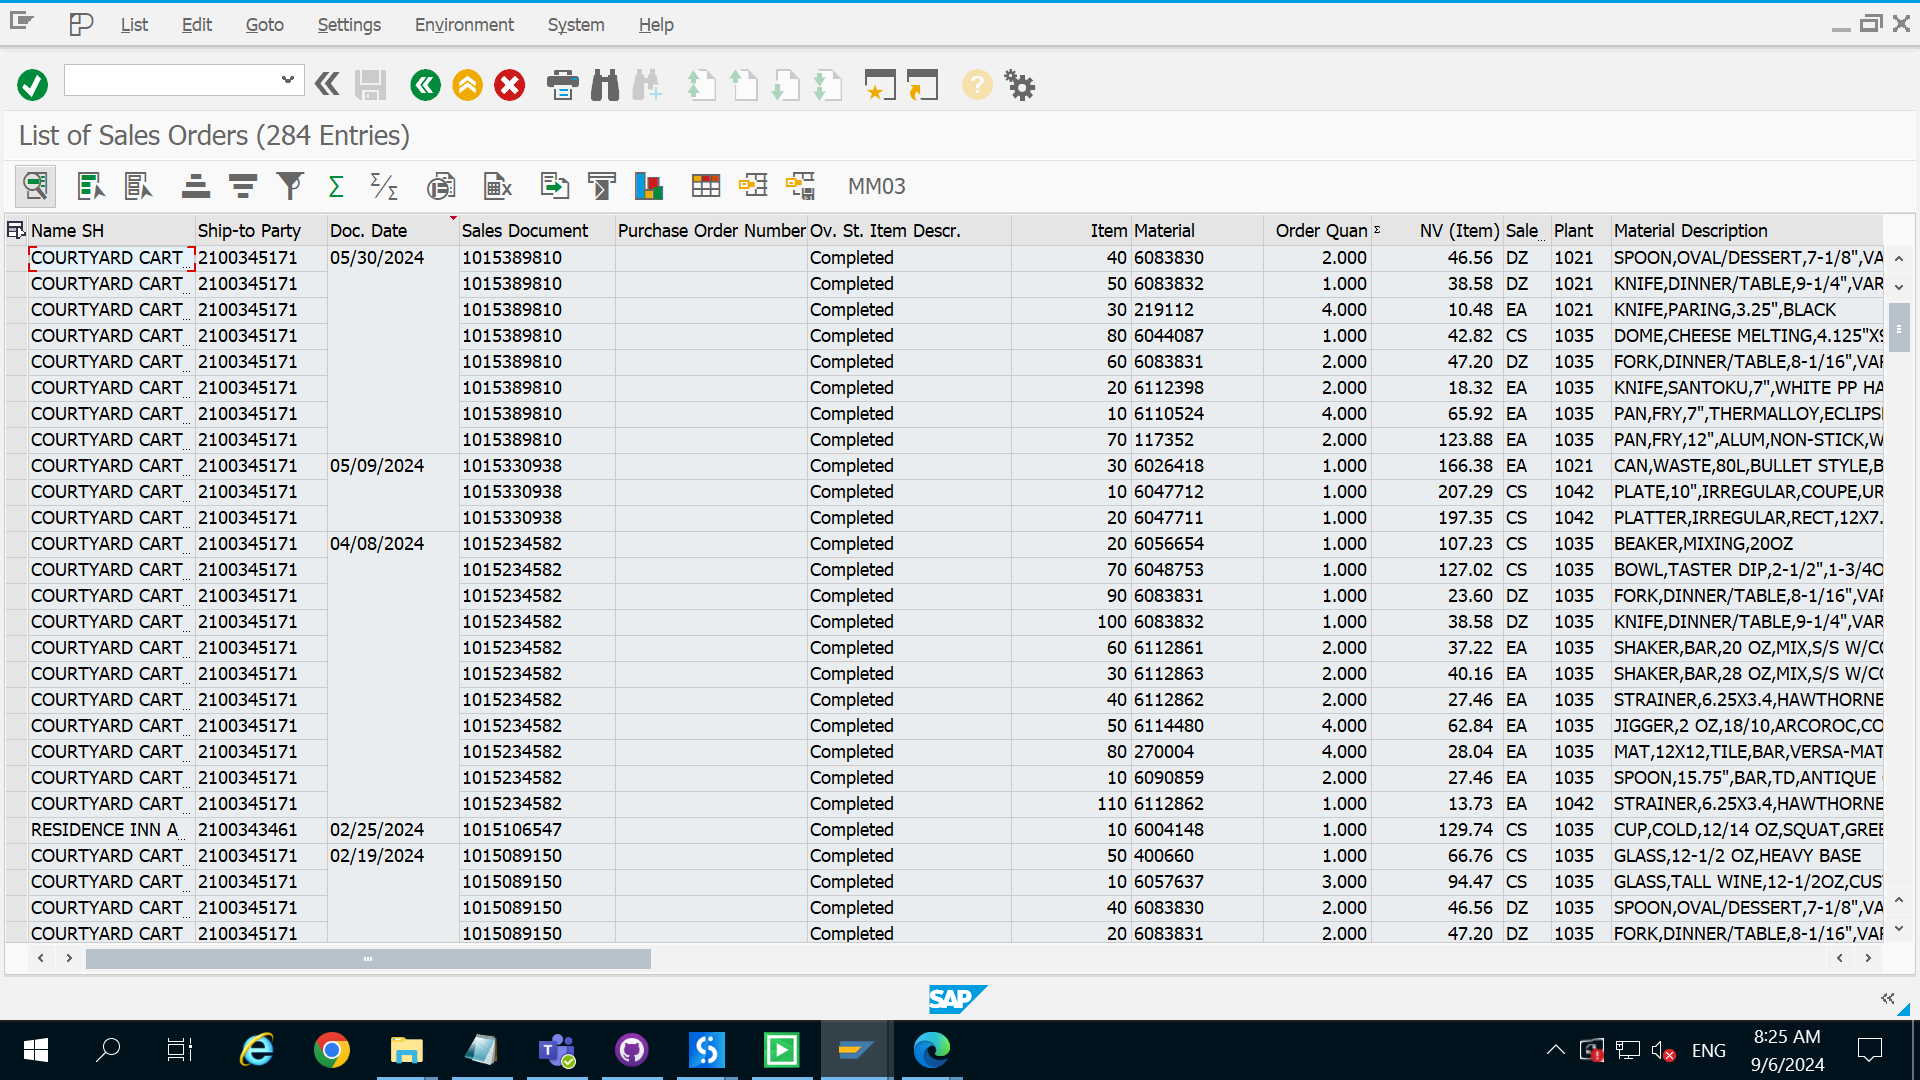 List Edit Goto Settings Environment System Help
List of Sales Orders (284 Entries)
MM03
Name SH Ship-to Party Doc. Date Sales Document Purchase Order Number Ov. St. Item Descr. Item Material Order Quan Σ NV (Item) Sale... Plant Material Description
COURTYARD CART... 2100345171 05/30/2024 1015389810 Completed 40 6083830 2.000 46.56 DZ 1021 SPOON,OVAL/DESSERT,7-1/8",VA
COURTYARD CART... 2100345171 1015389810 Completed 50 6083832 1.000 38.58 DZ 1021 KNIFE,DINNER/TABLE,9-1/4",VAR
COURTYARD CART... 2100345171 1015389810 Completed 30 219112 4.000 10.48 EA 1021 KNIFE,PARING,3.25",BLACK
COURTYARD CART... 2100345171 1015389810 Completed 80 6044087 1.000 42.82 CS 1035 DOME,CHEESE MELTING,4.125"X9
COURTYARD CART... 2100345171 1015389810 Completed 60 6083831 2.000 47.20 DZ 1035 FORK,DINNER/TABLE,8-1/16",VAR
COURTYARD CART... 2100345171 1015389810 Completed 20 6112398 2.000 18.32 EA 1035 KNIFE,SANTOKU,7",WHITE PP HA
COURTYARD CART... 2100345171 1015389810 Completed 10 6110524 4.000 65.92 EA 1035 PAN,FRY,7",THERMALLOY,ECLIPS
COURTYARD CART... 2100345171 1015389810 Completed 70 117352 2.000 123.88 EA 1035 PAN,FRY,12",ALUM,NON-STICK,W
COURTYARD CART... 2100345171 05/09/2024 1015330938 Completed 30 6026418 1.000 166.38 EA 1021 CAN,WASTE,80L,BULLET STYLE,B
COURTYARD CART... 2100345171 1015330938 Completed 10 6047712 1.000 207.29 CS 1042 PLATE,10",IRREGULAR,COUPE,UR
COURTYARD CART... 2100345171 1015330938 Completed 20 6047711 1.000 197.35 CS 1042 PLATTER,IRREGULAR,RECT,12X7.
COURTYARD CART... 2100345171 04/08/2024 1015234582 Completed 20 6056654 1.000 107.23 CS 1035 BEAKER,MIXING,20OZ
COURTYARD CART... 2100345171 1015234582 Completed 70 6048753 1.000 127.02 CS 1035 BOWL,TASTER DIP,2-1/2",1-3/4O
COURTYARD CART... 2100345171 1015234582 Completed 90 6083831 1.000 23.60 DZ 1035 FORK,DINNER/TABLE,8-1/16",VAR
COURTYARD CART... 2100345171 1015234582 Completed 100 6083832 1.000 38.58 DZ 1035 KNIFE,DINNER/TABLE,9-1/4",VAR
COURTYARD CART... 2100345171 1015234582 Completed 60 6112861 2.000 37.22 EA 1035 SHAKER,BAR,20 OZ,MIX,S/S W/CO
COURTYARD CART... 2100345171 1015234582 Completed 30 6112863 2.000 40.16 EA 1035 SHAKER,BAR,28 OZ,MIX,S/S W/CO
COURTYARD CART... 2100345171 1015234582 Completed 40 6112862 2.000 27.46 EA 1035 STRAINER,6.25X3.4,HAWTHORNE
COURTYARD CART... 2100345171 1015234582 Completed 50 6114480 4.000 62.84 EA 1035 JIGGER,2 OZ,18/10,ARCOROC,CO
COURTYARD CART... 2100345171 1015234582 Completed 80 270004 4.000 28.04 EA 1035 MAT,12X12,TILE,BAR,VERSA-MAT
COURTYARD CART... 2100345171 1015234582 Completed 10 6090859 2.000 27.46 EA 1035 SPOON,15.75",BAR,TD,ANTIQUE
COURTYARD CART... 2100345171 1015234582 Completed 110 6112862 1.000 13.73 EA 1042 STRAINER,6.25X3.4,HAWTHORNE
RESIDENCE INN A... 2100343461 02/25/2024 1015106547 Completed 10 6004148 1.000 129.74 CS 1035 CUP,COLD,12/14 OZ,SQUAT,GREE
COURTYARD CART... 2100345171 02/19/2024 1015089150 Completed 50 400660 1.000 66.76 CS 1035 GLASS,12-1/2 OZ,HEAVY BASE
COURTYARD CART... 2100345171 1015089150 Completed 10 6057637 3.000 94.47 CS 1035 GLASS,TALL WINE,12-1/2OZ,CUS
COURTYARD CART... 2100345171 1015089150 Completed 40 6083830 2.000 46.56 DZ 1035 SPOON,OVAL/DESSERT,7-1/8",VA
COURTYARD CART 2100345171 1015089150 Completed 20 6083831 2.000 47.20 DZ 1035 FORK,DINNER/TABLE,8-1/16",VAR
SAP
ENG
8:25 AM
9/6/2024